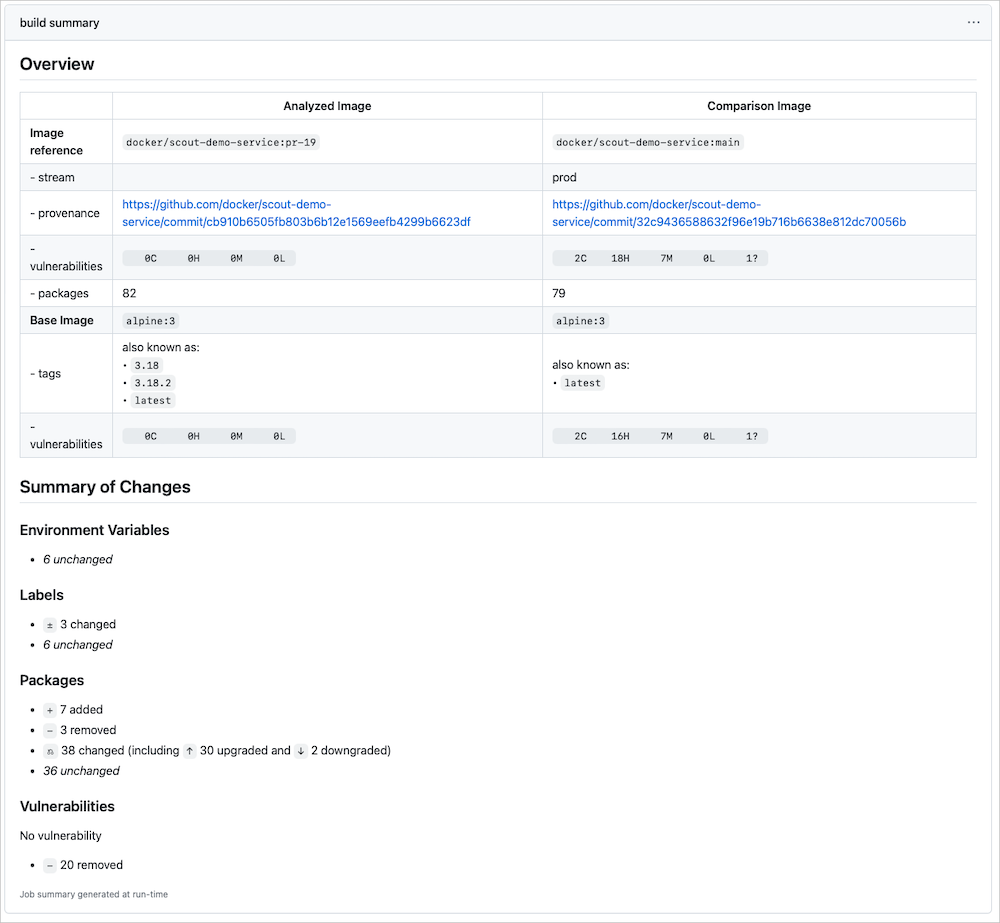 build summary
...
Overview
Analyzed Image Comparison Image
Image
reference
docker/scout-demo-service:pr-19 docker/scout-demo-service:main
- stream prod
- provenance
https://github.com/docker/scout-demo-
service/commit/cb910b6505fb803b6b12e1569eefb4299b6623df
https://github.com/docker/scout-demo-
service/commit/32c9436588632f96e19b716b6638e812dc70056b
-
vulnerabilities
0C 0H 0M 0L
2C 18H 7M 0L 1?
- packages 82 79
Base Image alpine:3 alpine:3
- tags
also known as:
• 3.18
• 3.18.2
• latest
also known as:
• latest
-
vulnerabilities
0C 0H 0M 0L
2C 16H 7M 0L 1?
Summary of Changes
Environment Variables
• 6 unchanged
Labels
• ± 3 changed
• 6 unchanged
Packages
• + 7 added
• − 3 removed
• ⎌ 38 changed (including ↑ 30 upgraded and ↓ 2 downgraded)
• 36 unchanged
Vulnerabilities
No vulnerability
• − 20 removed
Job summary generated at run-time